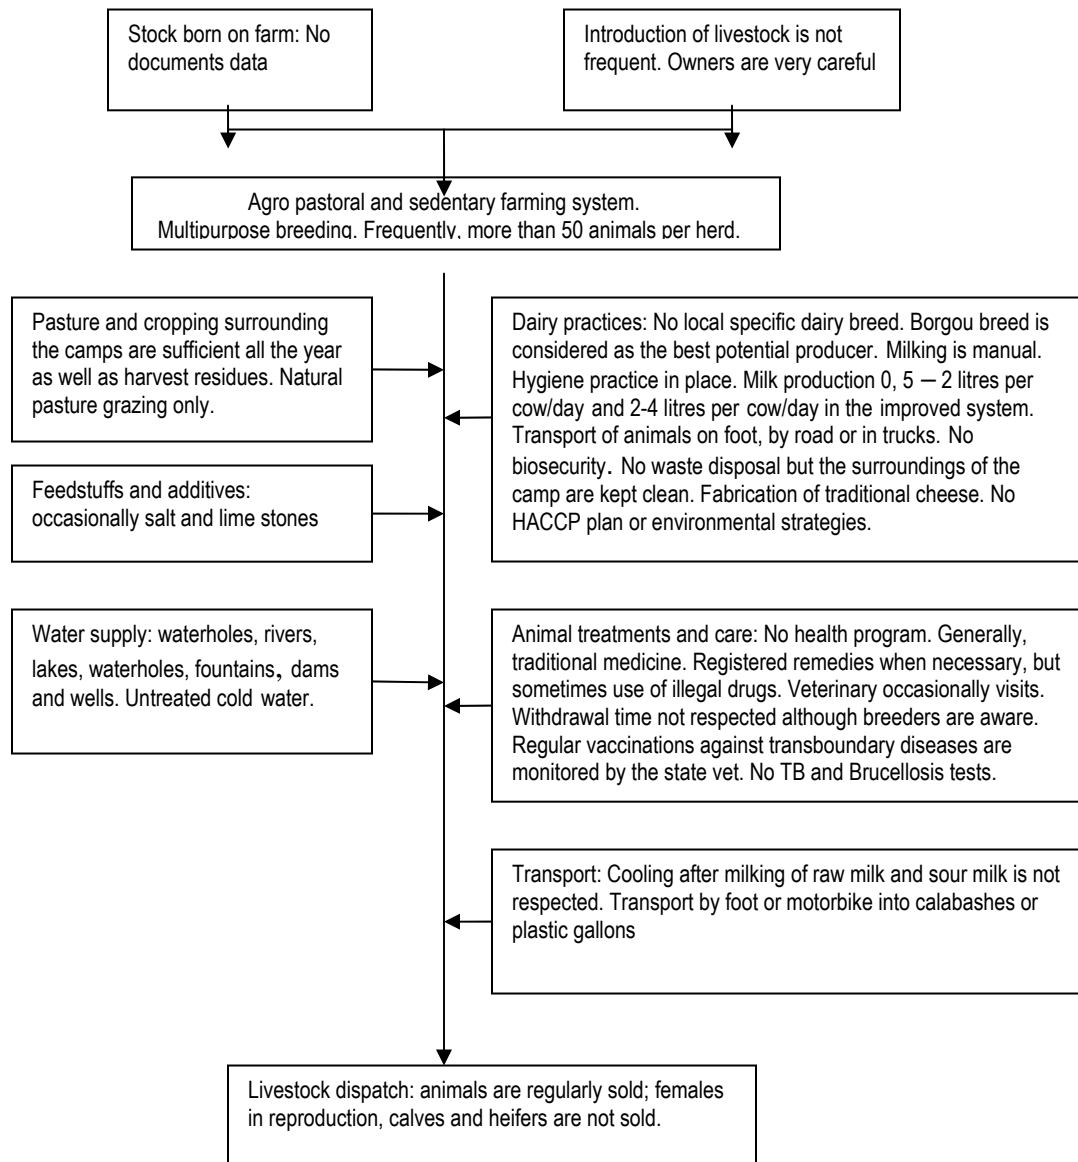 Stock born on farm: No
documents data
Introduction of livestock is not
frequent. Owners are very careful
Agro pastoral and sedentary farming system.
Multipurpose breeding. Frequently, more than 50 animals per herd.
Pasture and cropping surrounding
the camps are sufficient all the year
as well as harvest residues. Natural
pasture grazing only.
Dairy practices: No local specific dairy breed. Borgou breed is
considered as the best potential producer. Milking is manual.
Hygiene practice in place. Milk production 0, 5 – 2 litres per
cow/day and 2-4 litres per cow/day in the improved system.
Transport of animals on foot, by road or in trucks. No
biosecurity. No waste disposal but the surroundings of the
camp are kept clean. Fabrication of traditional cheese. No
HACCP plan or environmental strategies.
Feedstuffs and additives:
occasionally salt and lime stones
Water supply: waterholes, rivers,
lakes, waterholes, fountains, dams
and wells. Untreated cold water.
Animal treatments and care: No health program. Generally,
traditional medicine. Registered remedies when necessary, but
sometimes use of illegal drugs. Veterinary occasionally visits.
Withdrawal time not respected although breeders are aware.
Regular vaccinations against transboundary diseases are
monitored by the state vet. No TB and Brucellosis tests.
Transport: Cooling after milking of raw milk and sour milk is not
respected. Transport by foot or motorbike into calabashes or
plastic gallons
Livestock dispatch: animals are regularly sold; females
in reproduction, calves and heifers are not sold.